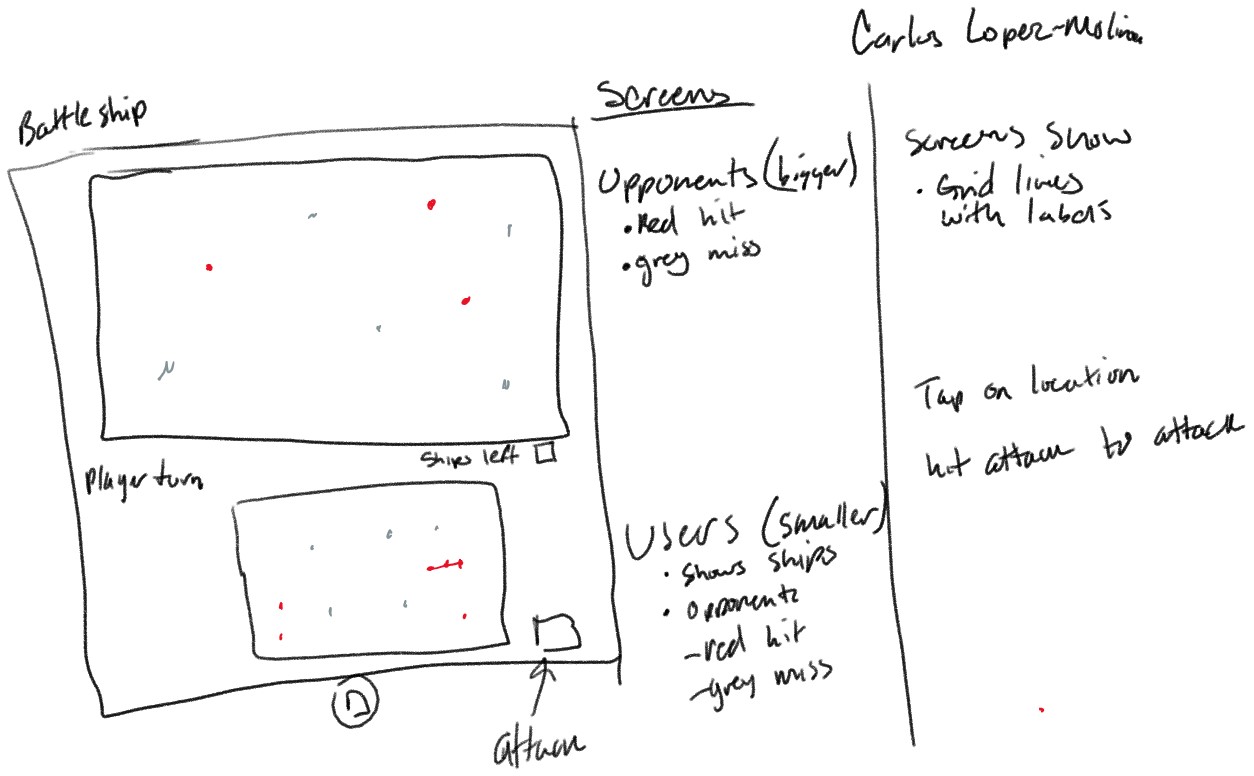 Carlos Lopez-Molina
Battleship
Screens
Opponents (bigger)
• Red hit
• grey miss
Screens Show
• Grid lines
with labels
Tap on location
hit attack to attack
Ships left
Player turn
Users (smaller)
• Shows ships
• Opponents
-red hit
-grey miss
attack